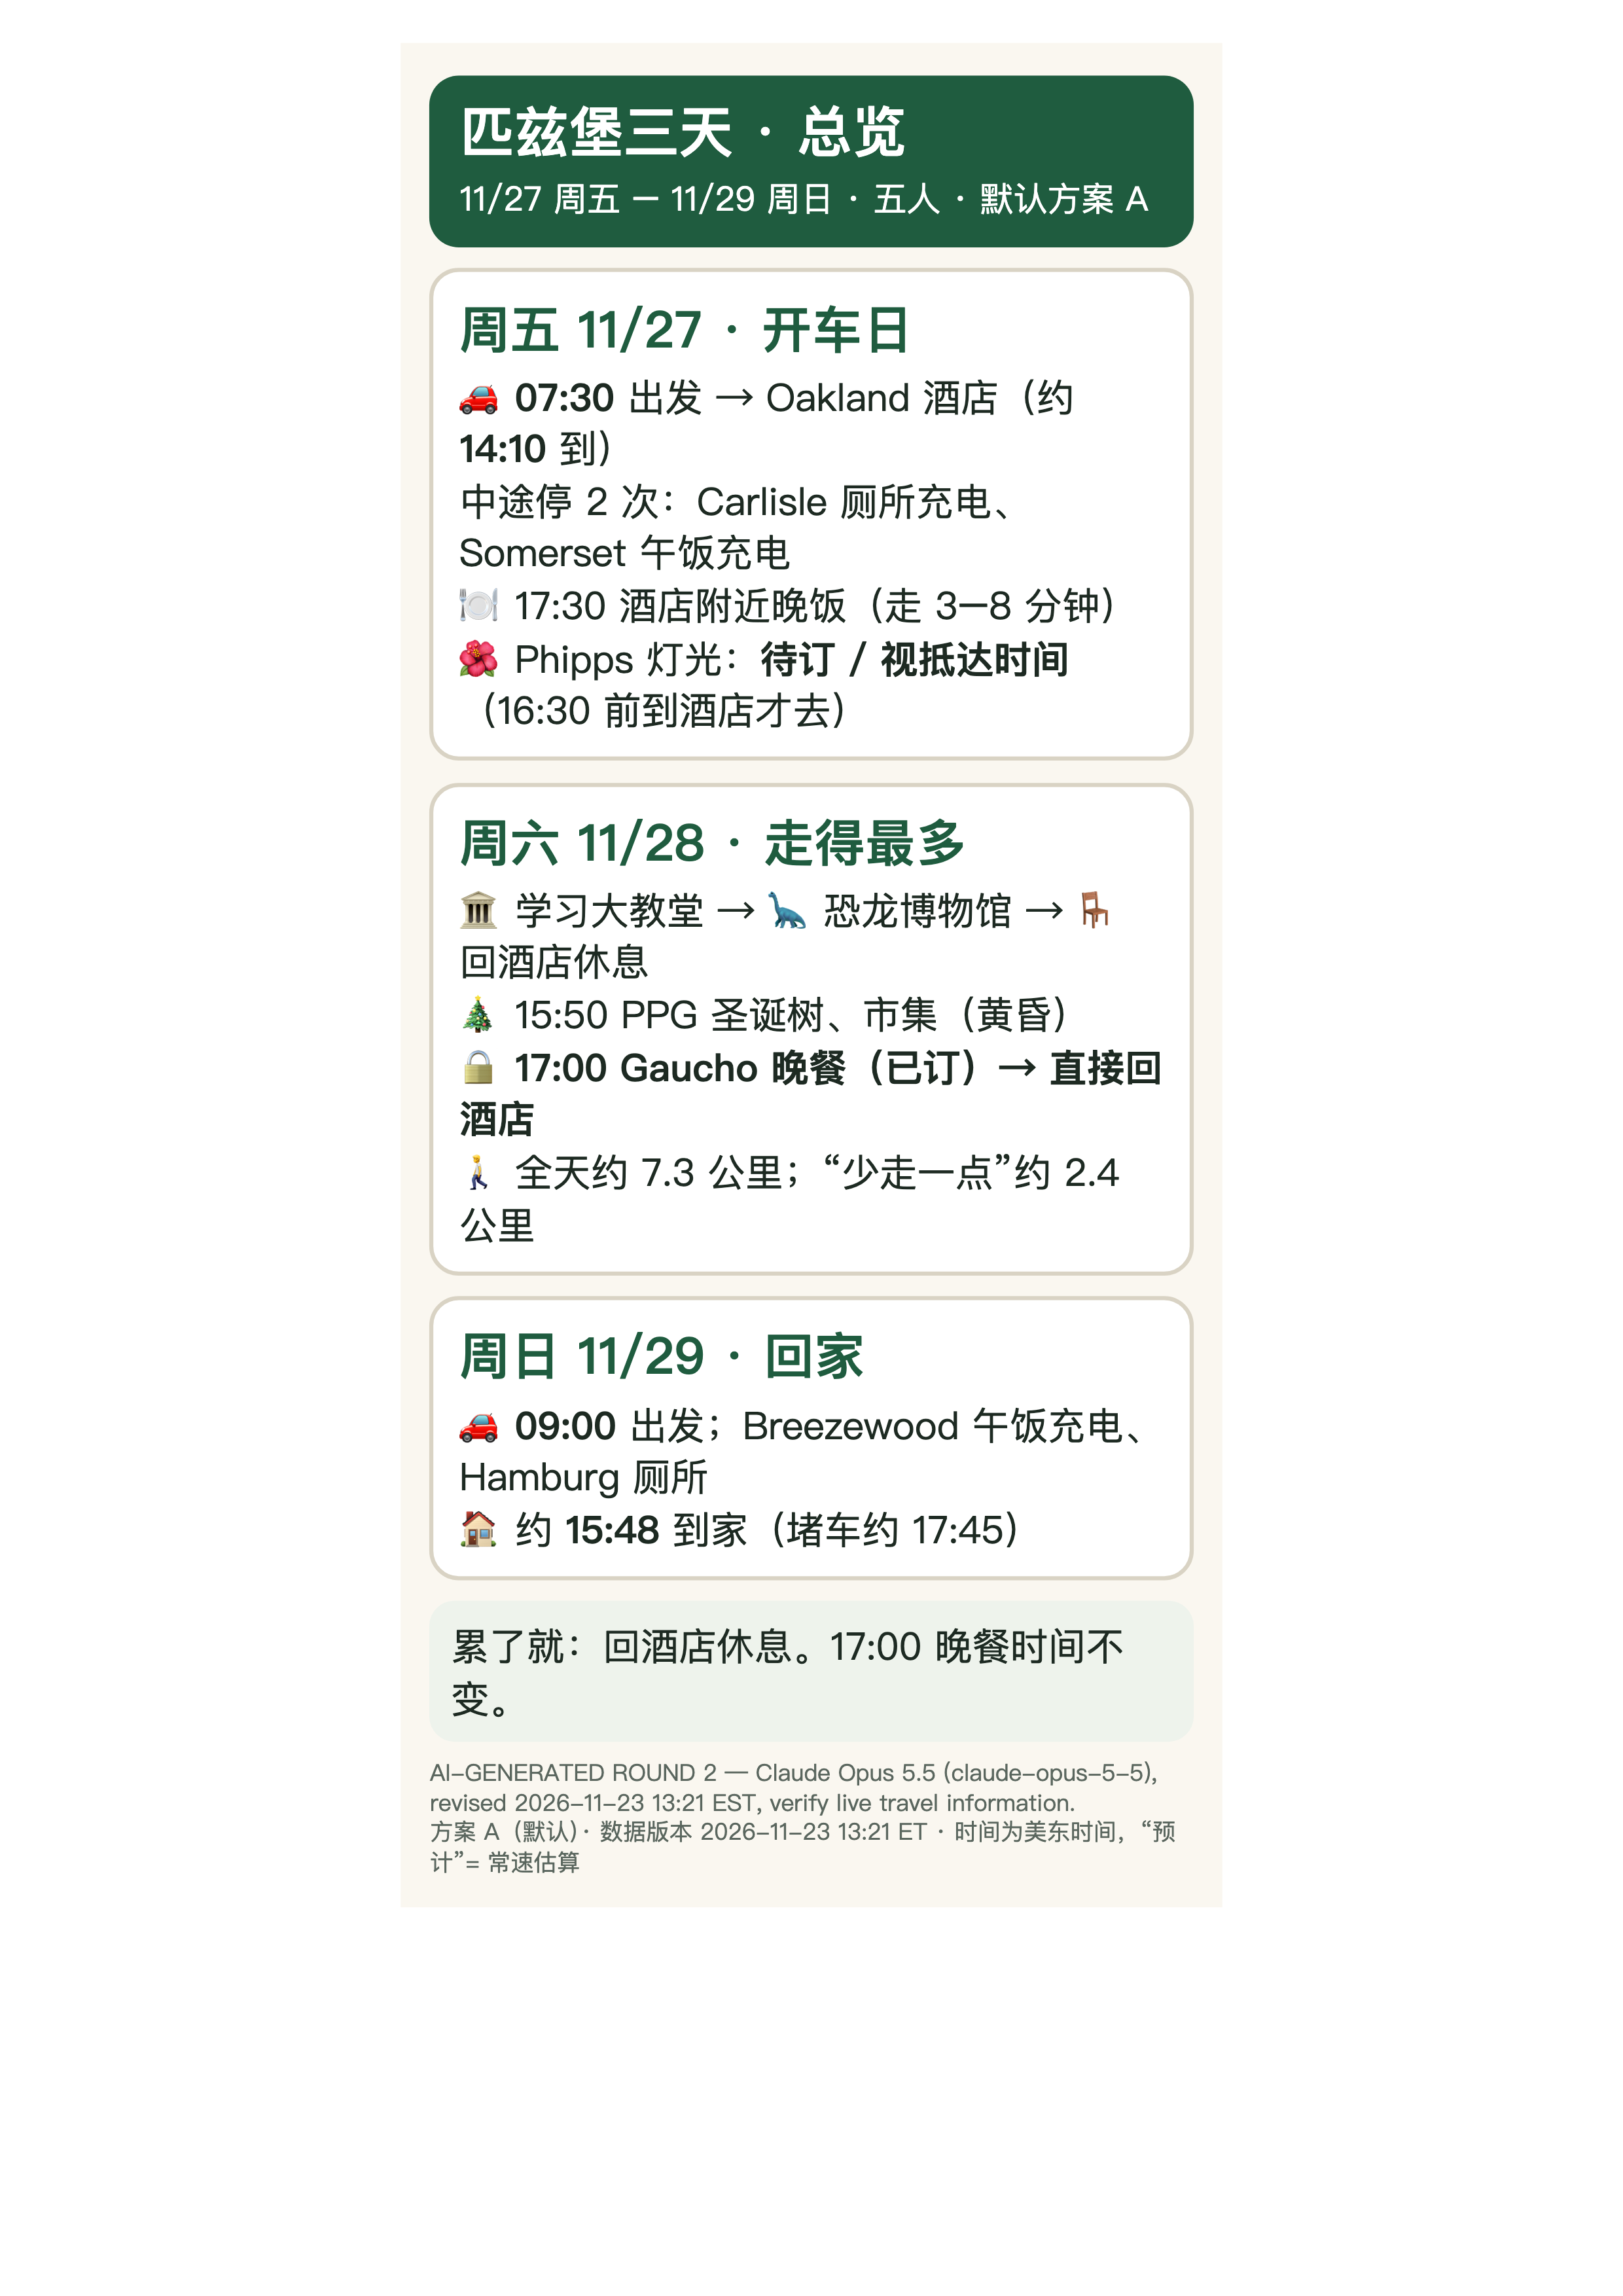 匹兹堡三天 · 总览
11/27 周五 – 11/29 周日 · 五人 · 默认方案 A
周五 11/27 · 开车日
🚗 07:30 出发 → Oakland 酒店（约
14:10 到）
中途停 2 次：Carlisle 厕所充电、
Somerset 午饭充电
🍽️ 17:30 酒店附近晚饭（走 3–8 分钟）
🌺 Phipps 灯光：待订 / 视抵达时间
（16:30 前到酒店才去）
周六 11/28 · 走得最多
🏛️ 学习大教堂 → 🦕 恐龙博物馆 → 🪑
回酒店休息
🎄 15:50 PPG 圣诞树、市集（黄昏）
🔒 17:00 Gaucho 晚餐（已订）→ 直接回
酒店
🚶 全天约 7.3 公里；“少走一点”约 2.4
公里
周日 11/29 · 回家
🚗 09:00 出发；Breezewood 午饭充电、
Hamburg 厕所
🏠 约 15:48 到家（堵车约 17:45）
累了就：回酒店休息。17:00 晚餐时间不
变。
AI-GENERATED ROUND 2 — Claude Opus 5.5 (claude-opus-5-5),
revised 2026-11-23 13:21 EST, verify live travel information.
方案 A（默认）· 数据版本 2026-11-23 13:21 ET · 时间为美东时间，“预
计”= 常速估算